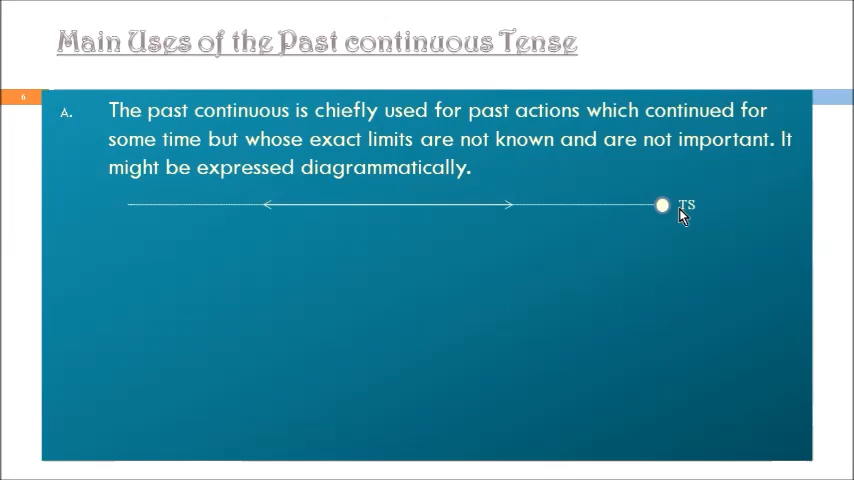 Main Uses of the Past continuous Tense
6
A. The past continuous is chiefly used for past actions which continued for
some time but whose exact limits are not known and are not important. It
might be expressed diagrammatically.
TS